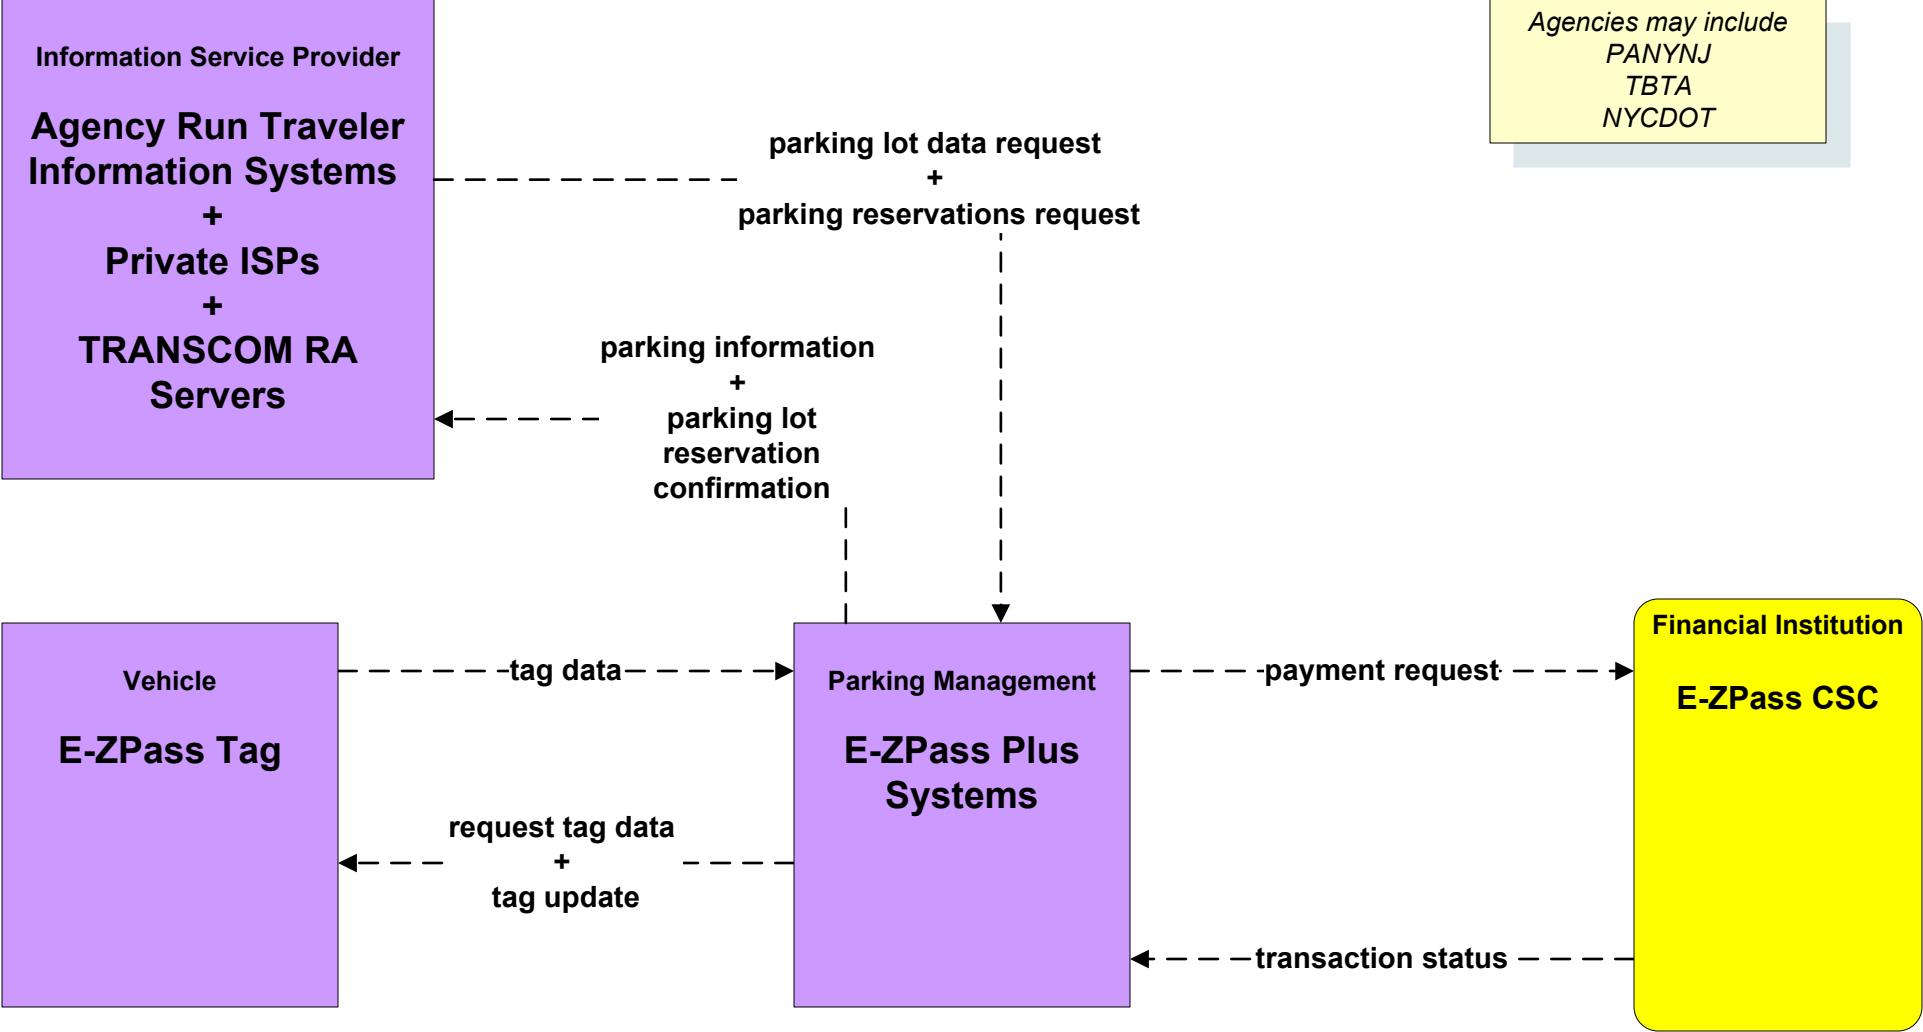 Information Service Provider
Agency Run Traveler
Information Systems
+
Private ISPs
+
TRANSCOM RA
Servers
Agencies may include
PANYNJ
TBTA
NYCDOT
parking lot data request
+
parking reservations request
parking information
+
parking lot
reservation
confirmation
Vehicle
E-ZPass Tag
tag data
request tag data
+
tag update
Parking Management
E-ZPass Plus
Systems
payment request
transaction status
Financial Institution
E-ZPass CSC